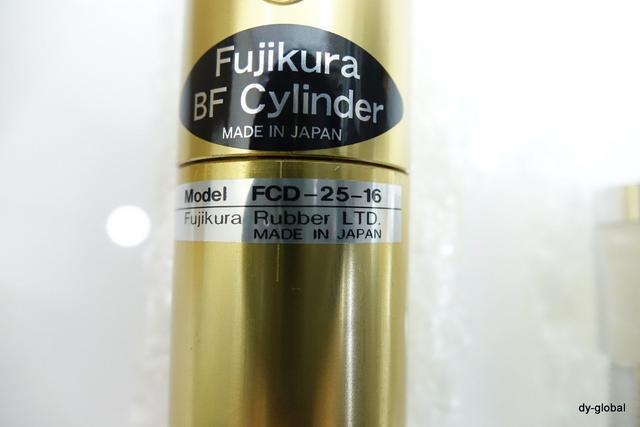 Fujikura
BF Cylinder
MADE IN JAPAN
Model FCD-25-16
Fujikura Rubber LTD.
MADE IN JAPAN
dy-global